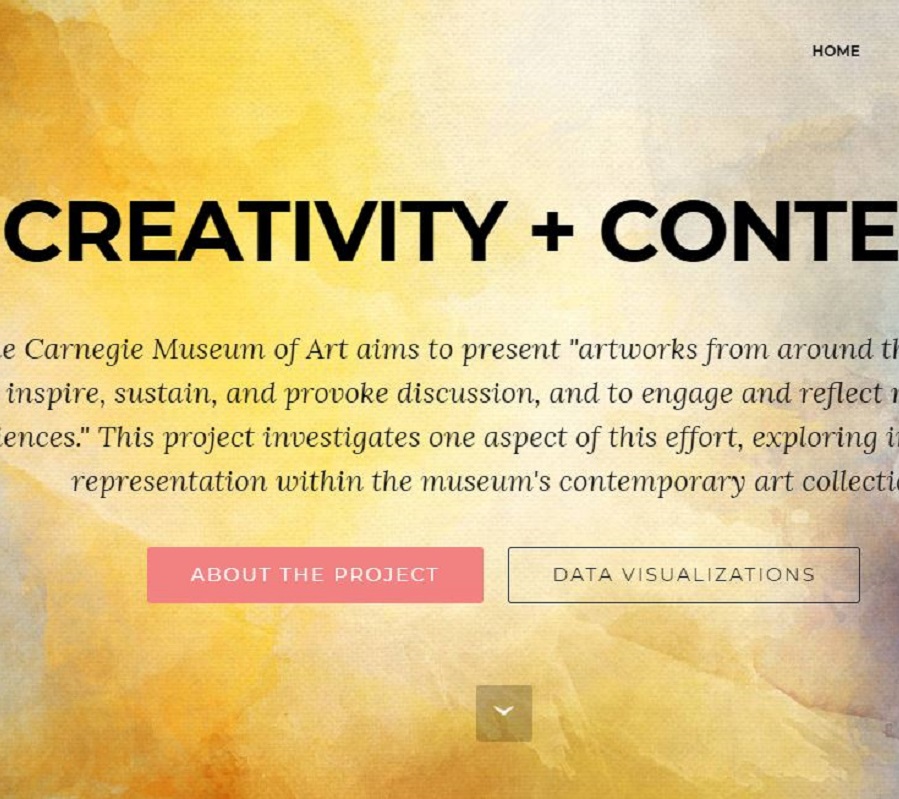 HOME
CREATIVITY + CONTE
e Carnegie Museum of Art aims to present "artworks from around th
inspire, sustain, and provoke discussion, and to engage and reflect
iences." This project investigates one aspect of this effort, exploring i
representation within the museum's contemporary art collecti
ABOUT THE PROJECT
DATA VISUALIZATIONS